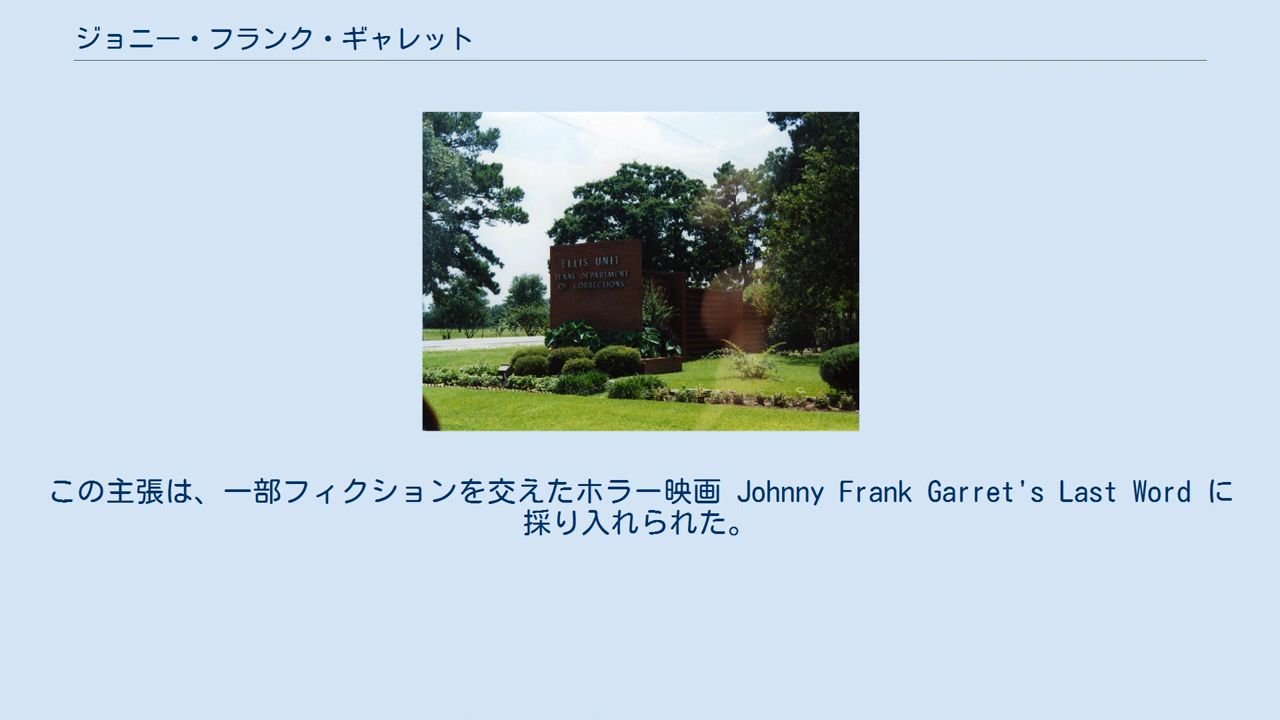 ジョニー・フランク・ギャレット
ELLIS UNIT
TEXAS DEPARTMENT
OF CORRECTIONS
この主張は、一部フィクションを交えたホラー映画 Johnny Frank Garret's Last Word に
採り入れられた。